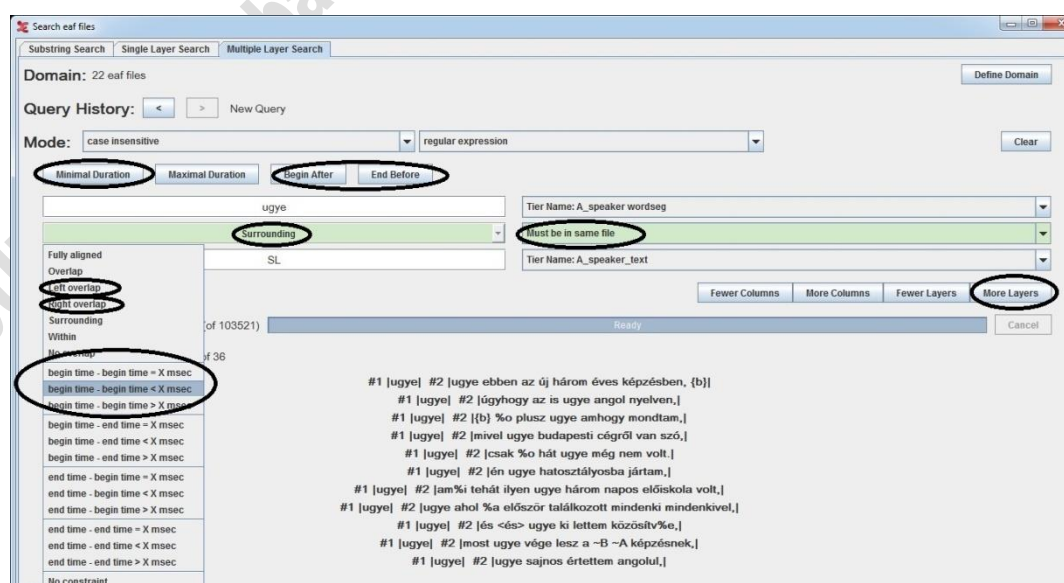 Search eaf files
Substring Search Single Layer Search Multiple Layer Search
Domain: 22 eaf files Define Domain
Query History: < > New Query
Mode: case insensitive regular expression Clear
Minimal Duration Maximal Duration Begin After End Before
ugye Tier Name: A_speaker wordseg
Surrounding Must be in same file
SL Tier Name: A_speaker_text
Fully aligned
Overlap
Left overlap
Right overlap
Surrounding
Within
No overlap
begin time - begin time = X msec
begin time - begin time < X msec
begin time - begin time > X msec
begin time - end time = X msec
begin time - end time < X msec
begin time - end time > X msec
end time - begin time = X msec
end time - begin time < X msec
end time - begin time > X msec
end time - end time = X msec
end time - end time < X msec
end time - end time > X msec
No constraint
Fewer Columns More Columns Fewer Layers More Layers
(of 103521) Ready Cancel
of 36
#1 |ugye| #2 |ugye ebben az új három éves képzésben, {b}|
#1 |ugye| #2 |úgyhogy az is ugye angol nyelven,|
#1 |ugye| #2 |{b} %o plusz ugye amhogy mondtam,|
#1 |ugye| #2 |mivel ugye budapesti cégről van szó,|
#1 |ugye| #2 |csak %o hát ugye még nem volt.|
#1 |ugye| #2 |én ugye hatosztályosba jártam,|
#1 |ugye| #2 |am%i tehát ilyen ugye három napos előiskola volt,|
#1 |ugye| #2 |ugye ahol %a először találkozott mindenki mindenkivel,|
#1 |ugye| #2 |és <és> ugye ki lettem közösítv%e,|
#1 |ugye| #2 |most ugye vége lesz a ~B ~A képzésnek,|
#1 |ugye| #2 |ugye sajnos értettem angolul,|